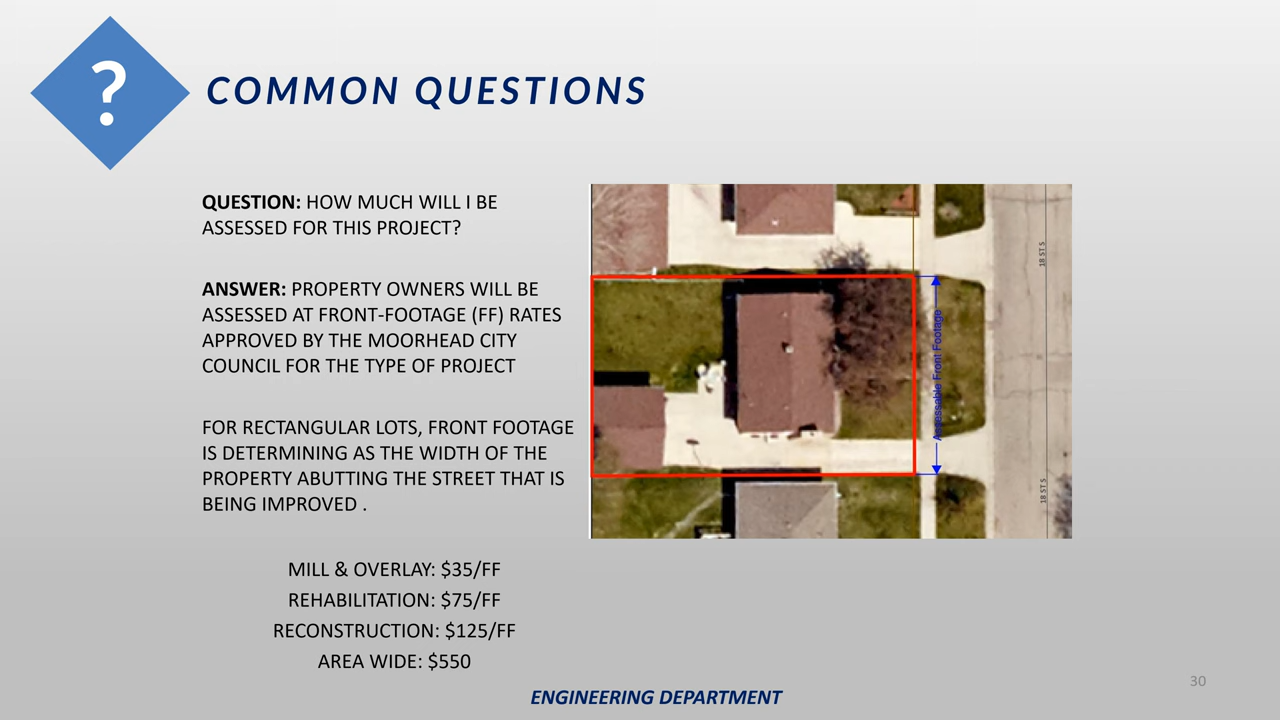 ?
COMMON QUESTIONS
QUESTION: HOW MUCH WILL I BE
ASSESSED FOR THIS PROJECT?
ANSWER: PROPERTY OWNERS WILL BE
ASSESSED AT FRONT-FOOTAGE (FF) RATES
APPROVED BY THE MOORHEAD CITY
COUNCIL FOR THE TYPE OF PROJECT
FOR RECTANGULAR LOTS, FRONT FOOTAGE
IS DETERMINING AS THE WIDTH OF THE
PROPERTY ABUTTING THE STREET THAT IS
BEING IMPROVED .
MILL & OVERLAY: $35/FF
REHABILITATION: $75/FF
RECONSTRUCTION: $125/FF
AREA WIDE: $550
Assessable Front Footage
18 ST S
18 ST S
ENGINEERING DEPARTMENT
30